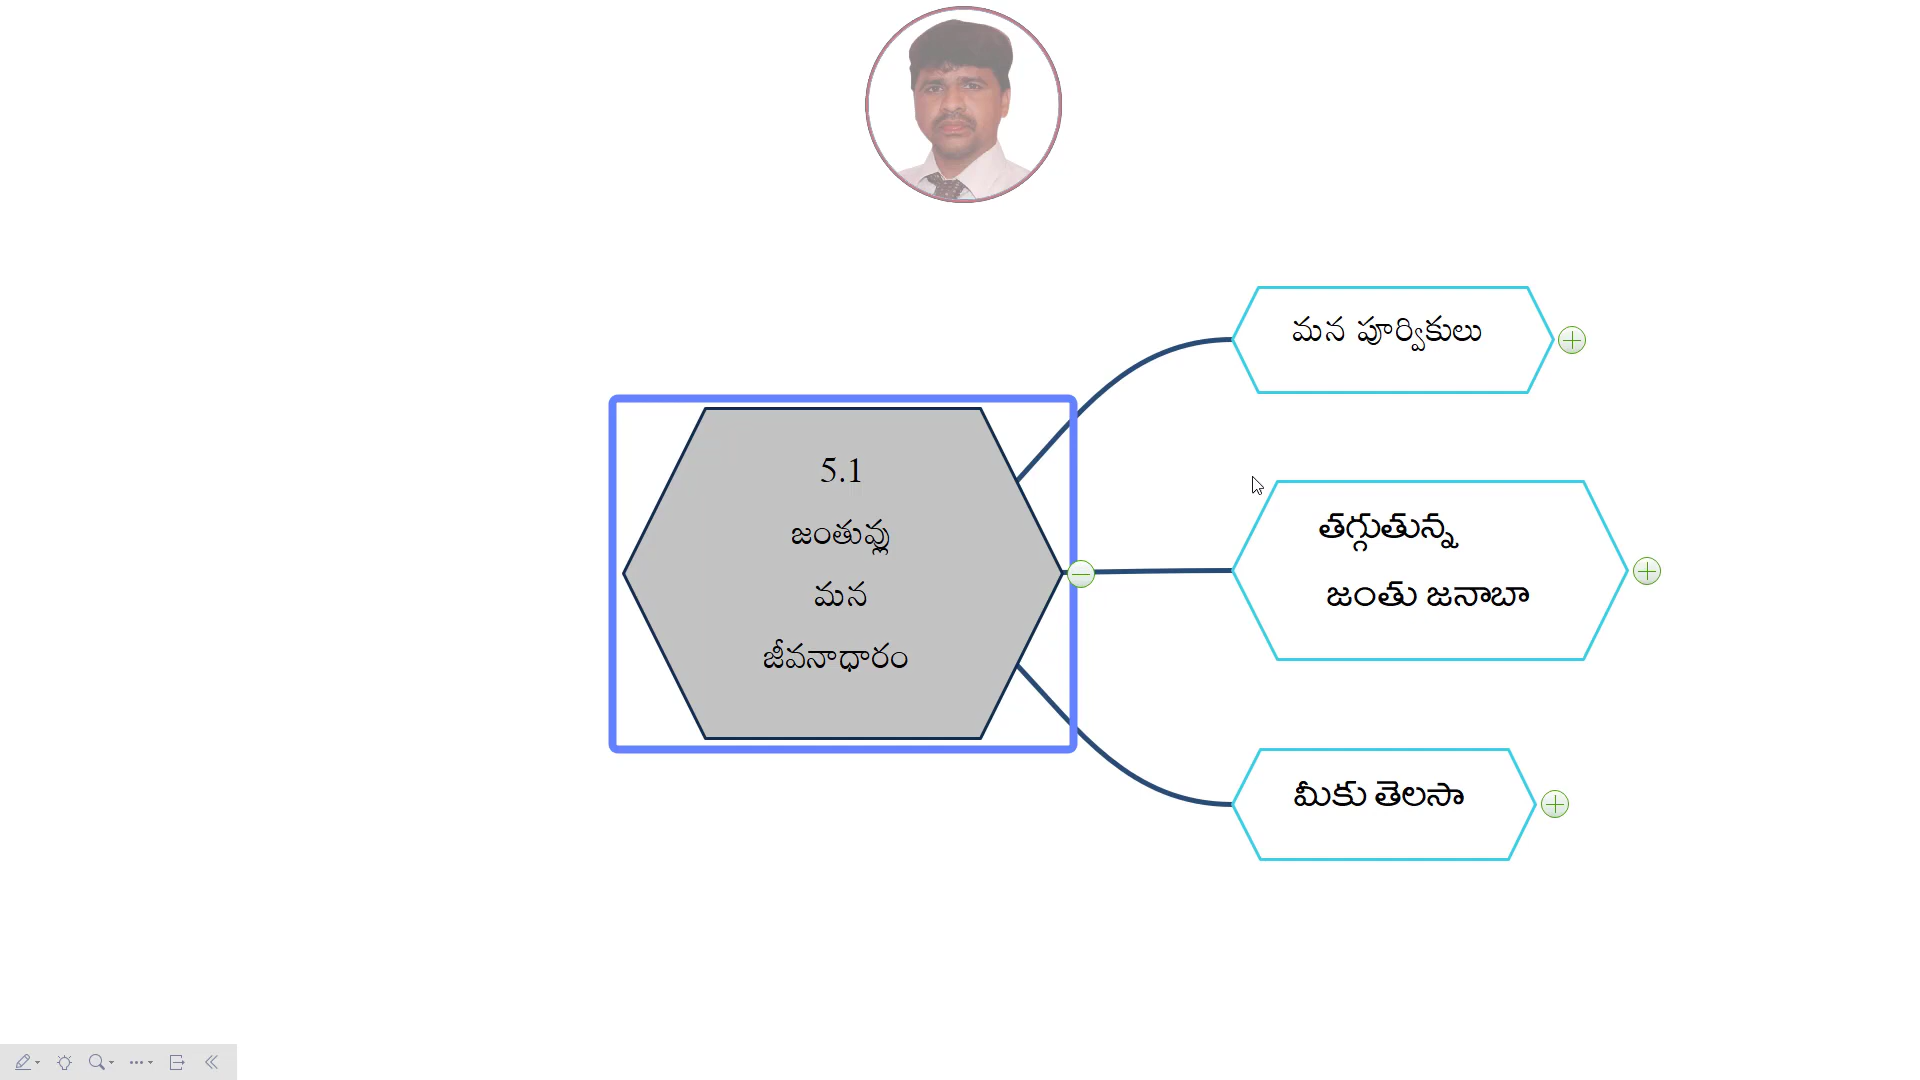 5.1
జంతువ్లు
మన
జీవనాధారం
మన పూర్వికులు
తగ్గుతున్న
జంతు జనాబా
మీకు తెలసా